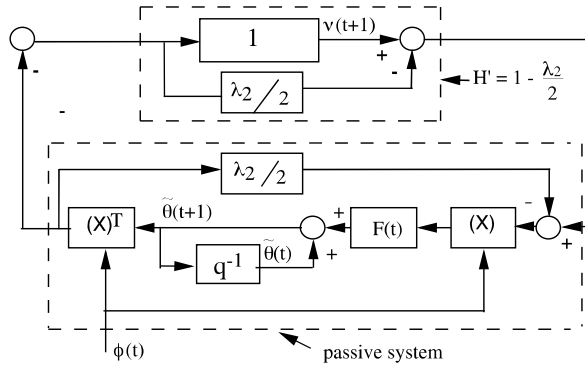 1
ν(t+1)
+
-
λ₂/2
H' = 1 - λ₂/2
-
-
λ₂/2
-
+
(X)ᵀ
θ̃(t+1)
+
F(t)
(X)
q⁻¹
θ̃(t)
+
ϕ(t)
passive system